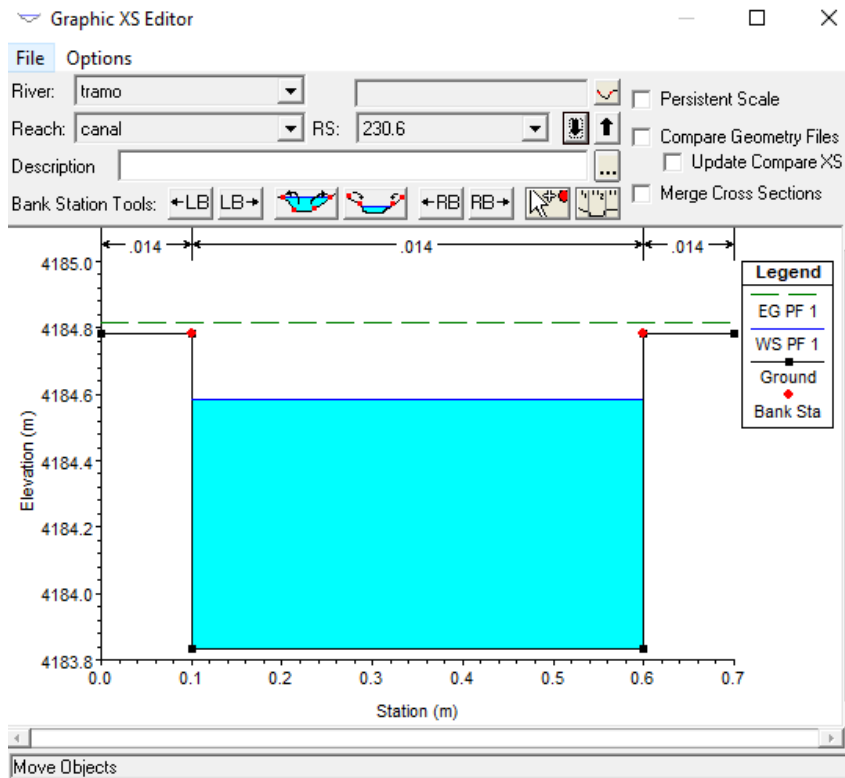 Graphic XS Editor
File Options
River: tramo
Persistent Scale
Reach: canal RS: 230.6
Compare Geometry Files
Update Compare XS
Description ...
Merge Cross Sections
Bank Station Tools: ←LB LB→ ←RB RB→
.014 .014 .014
4185.0
4184.8
4184.6
4184.4
4184.2
4184.0
4183.8
Elevation (m)
0.0 0.1 0.2 0.3 0.4 0.5 0.6 0.7
Station (m)
Legend
EG PF 1
WS PF 1
Ground
Bank Sta
Move Objects